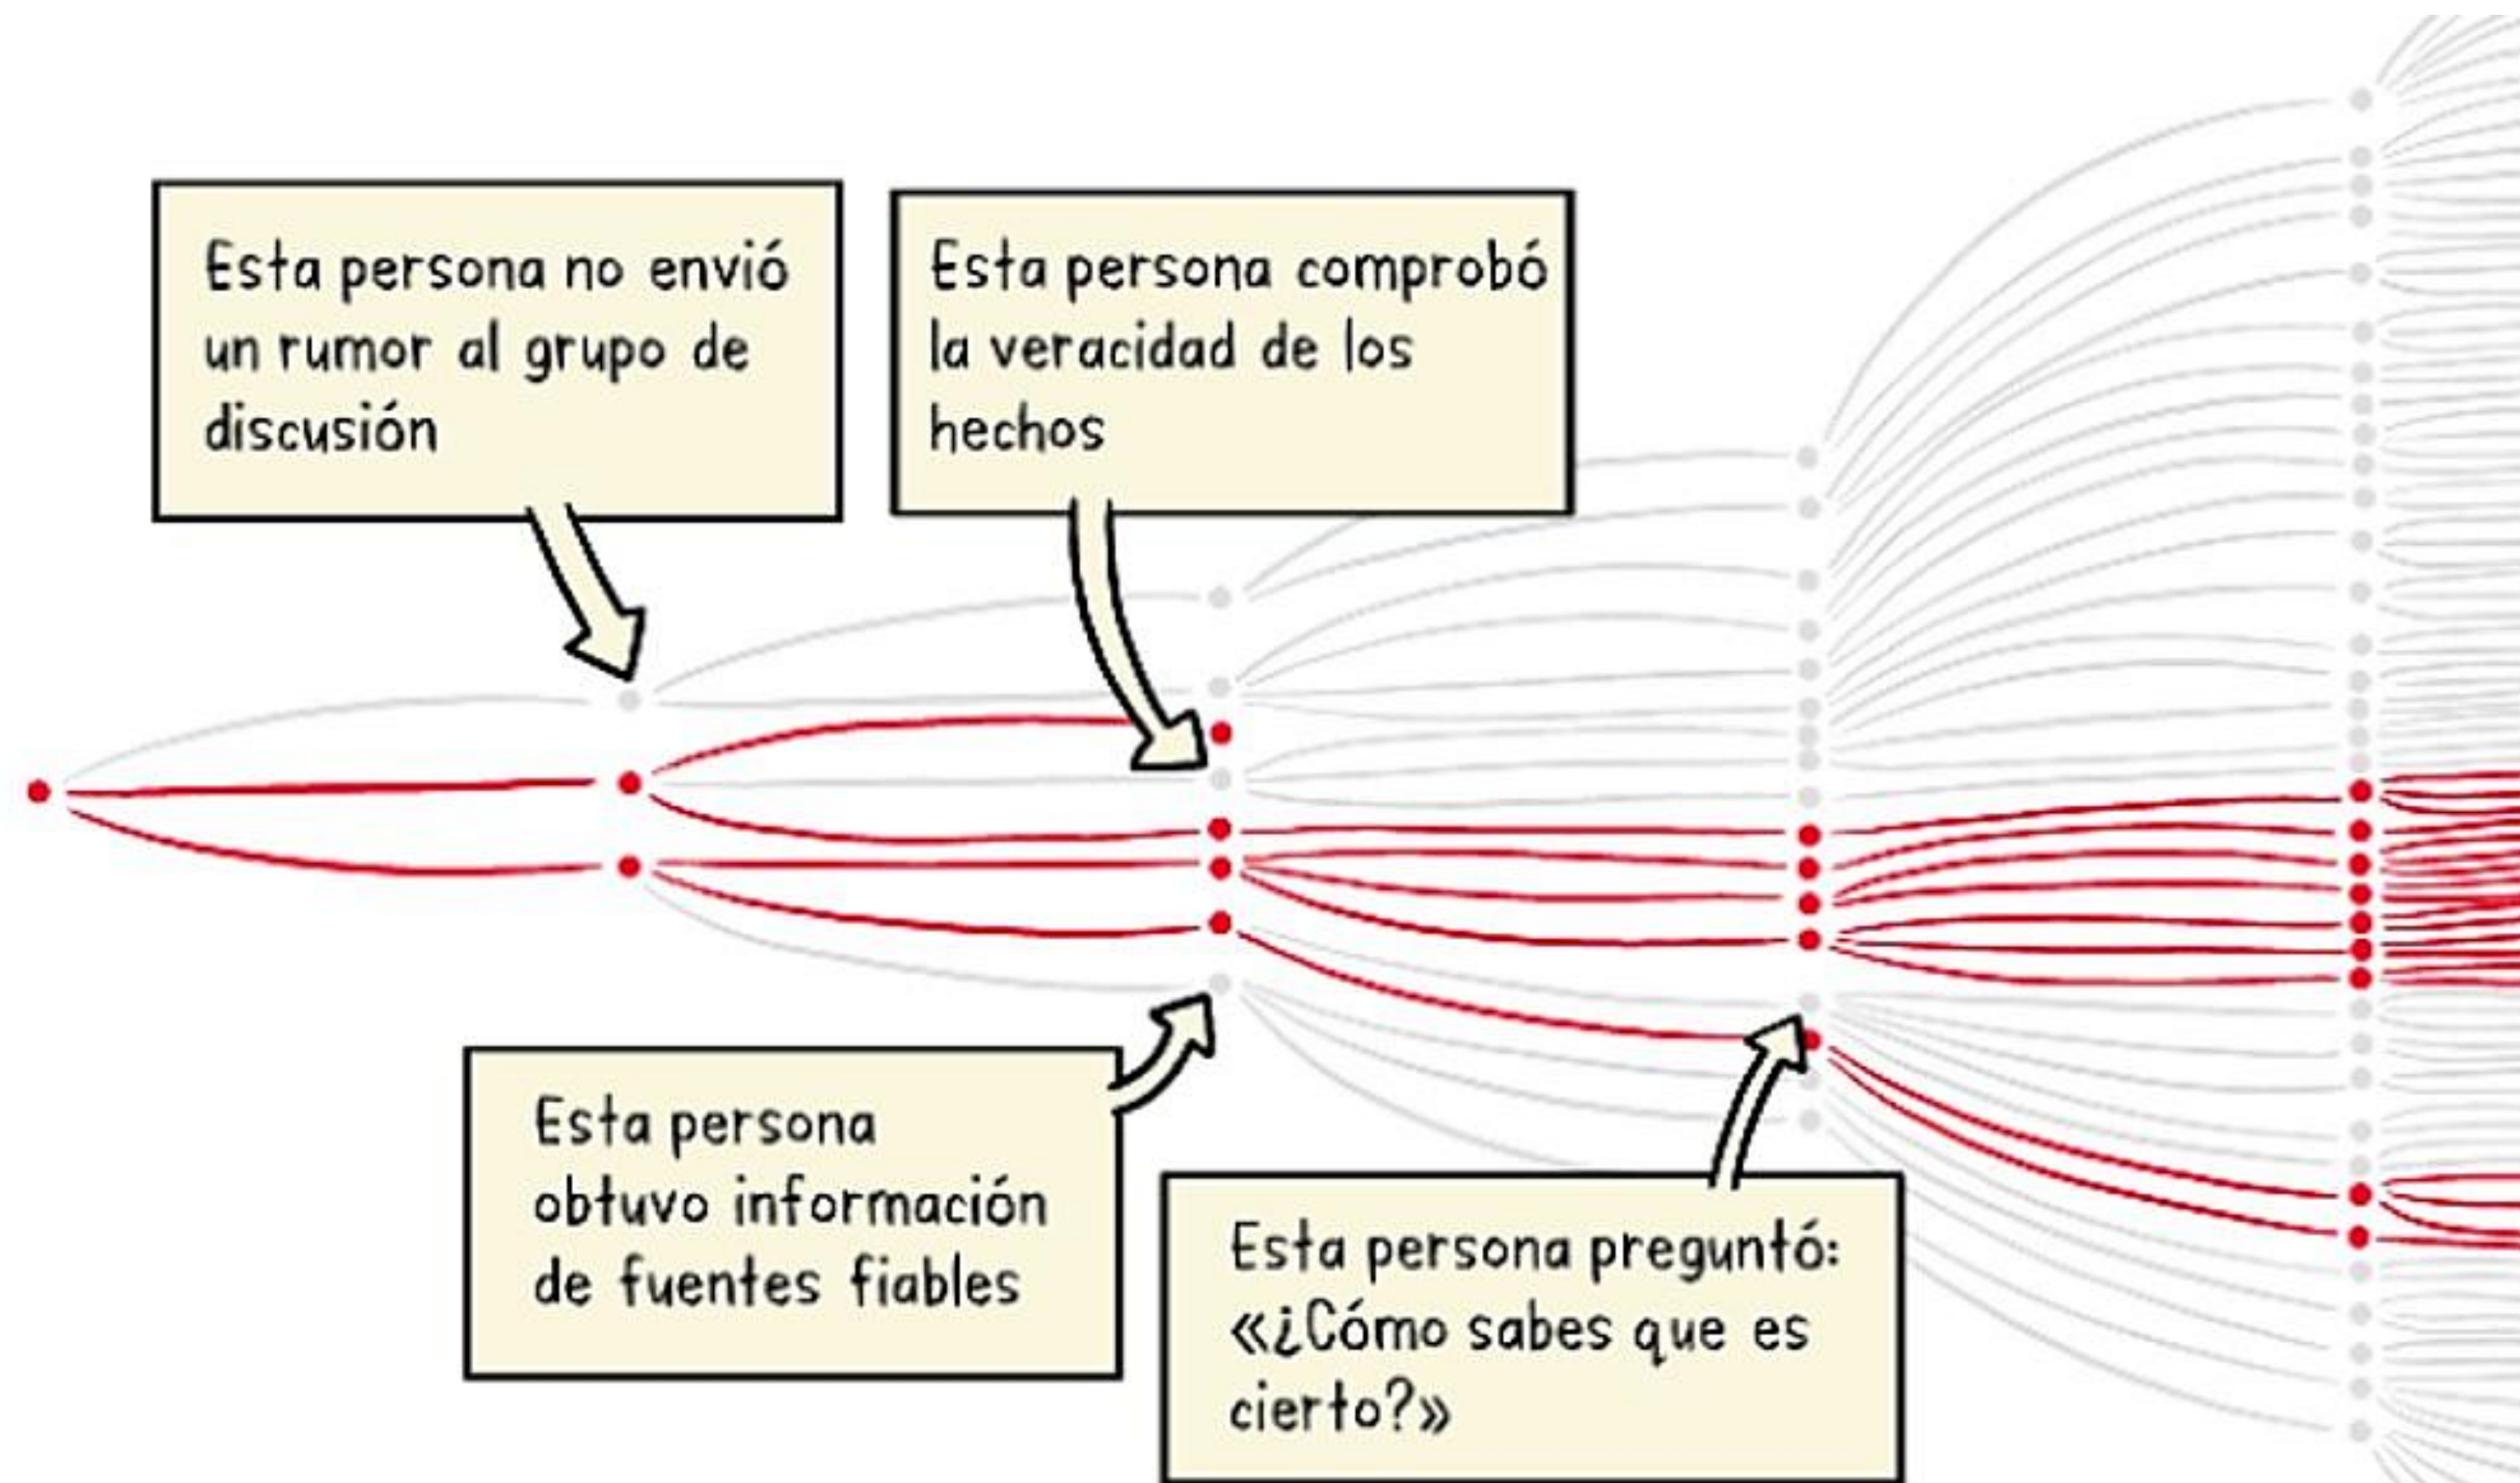 Esta persona no envió
un rumor al grupo de
discusión
Esta persona comprobó
la veracidad de los
hechos
Esta persona
obtuvo información
de fuentes fiables
Esta persona preguntó:
«¿Cómo sabes que es
cierto?»